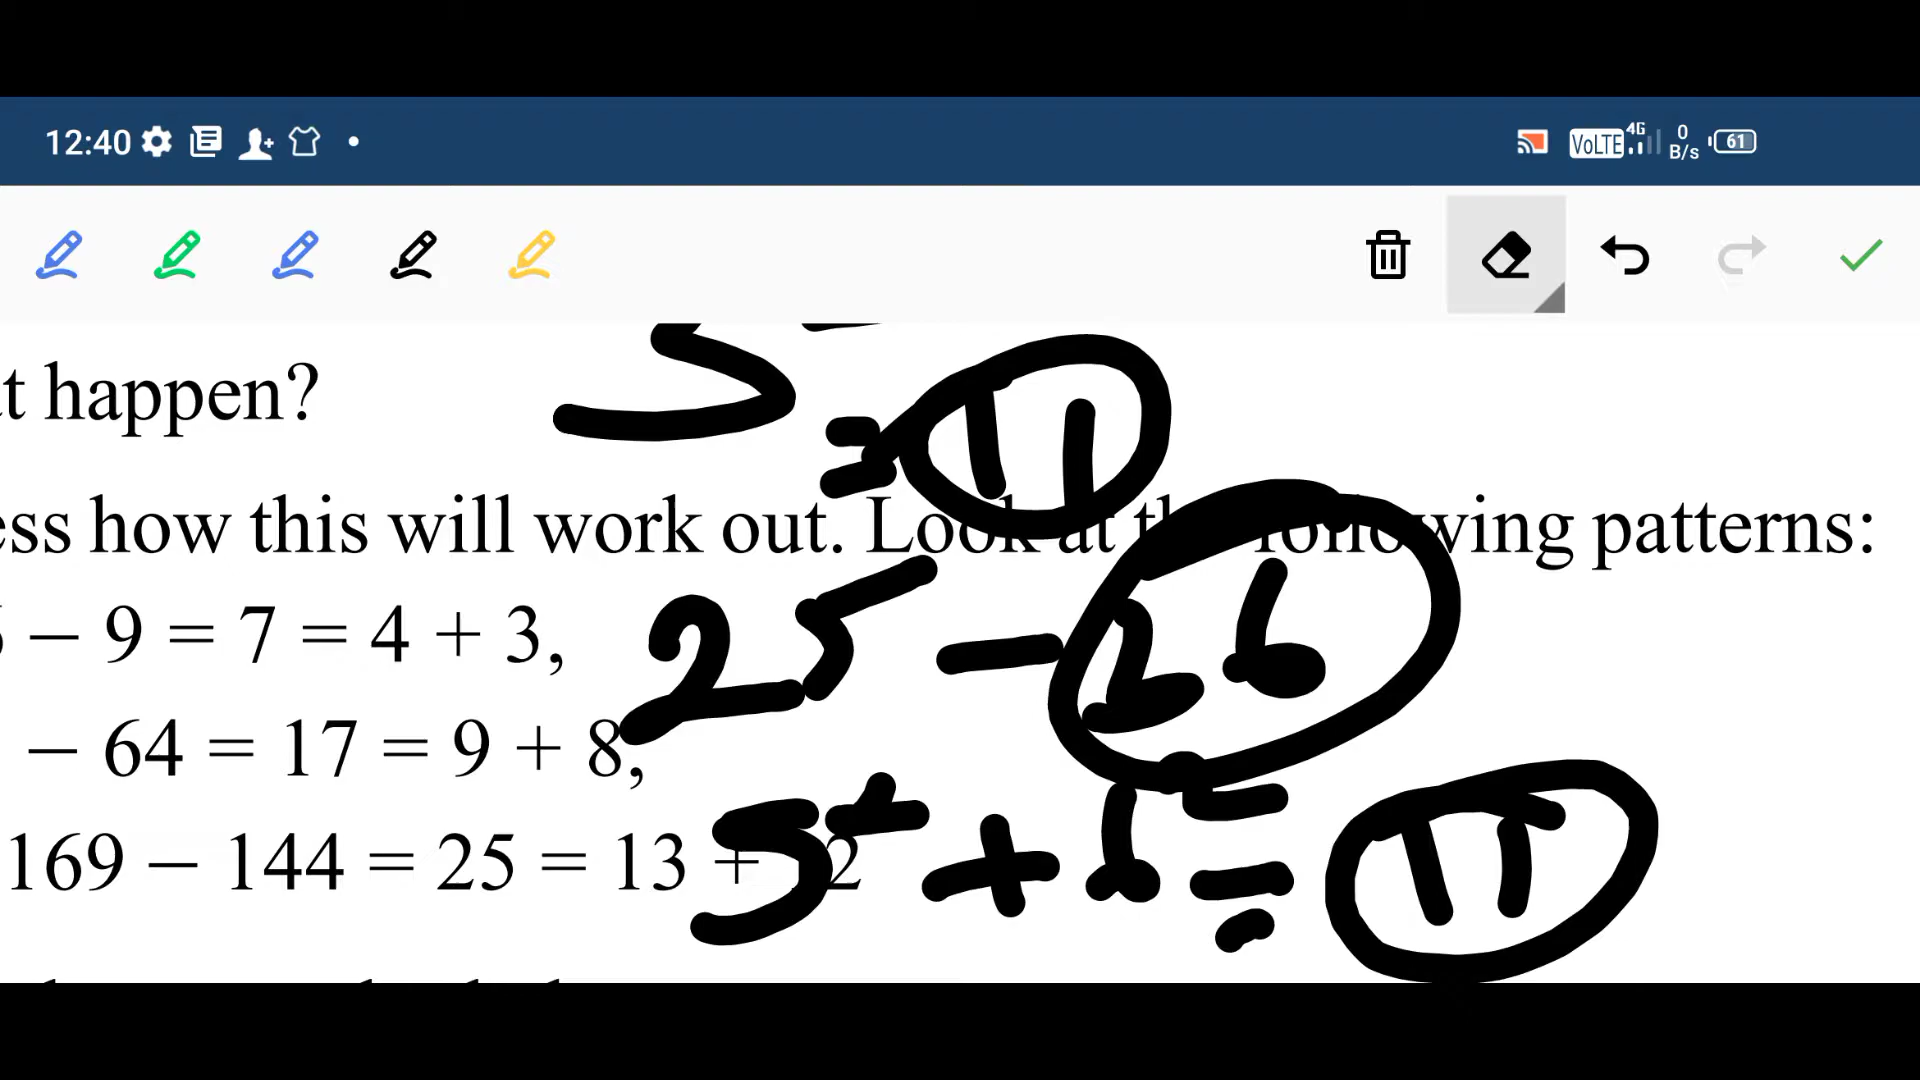 12:40 VoLTE 4G 0 B/s 61
t happen?
= 11
ess how this will work out. Look at the following patterns:
– 9 = 7 = 4 + 3,
25 – 26
– 64 = 17 = 9 + 8,
169 – 144 = 25 = 13 + 12
5 + 6 = 11